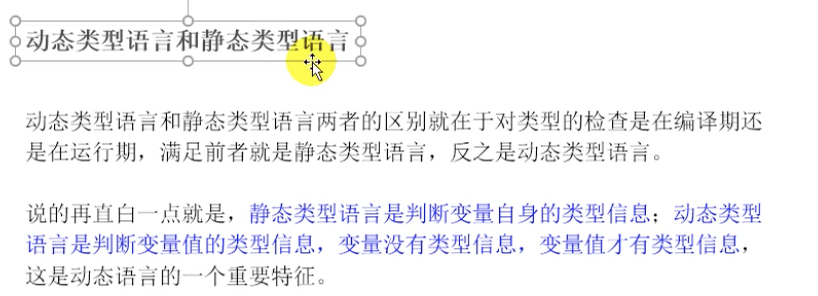 动态类型语言和静态类型语言
动态类型语言和静态类型语言两者的区别就在于对类型的检查是在编译期还
是在运行期，满足前者就是静态类型语言，反之是动态类型语言。
说的再直白一点就是，静态类型语言是判断变量自身的类型信息；动态类型
语言是判断变量值的类型信息，变量没有类型信息，变量值才有类型信息，
这是动态语言的一个重要特征。